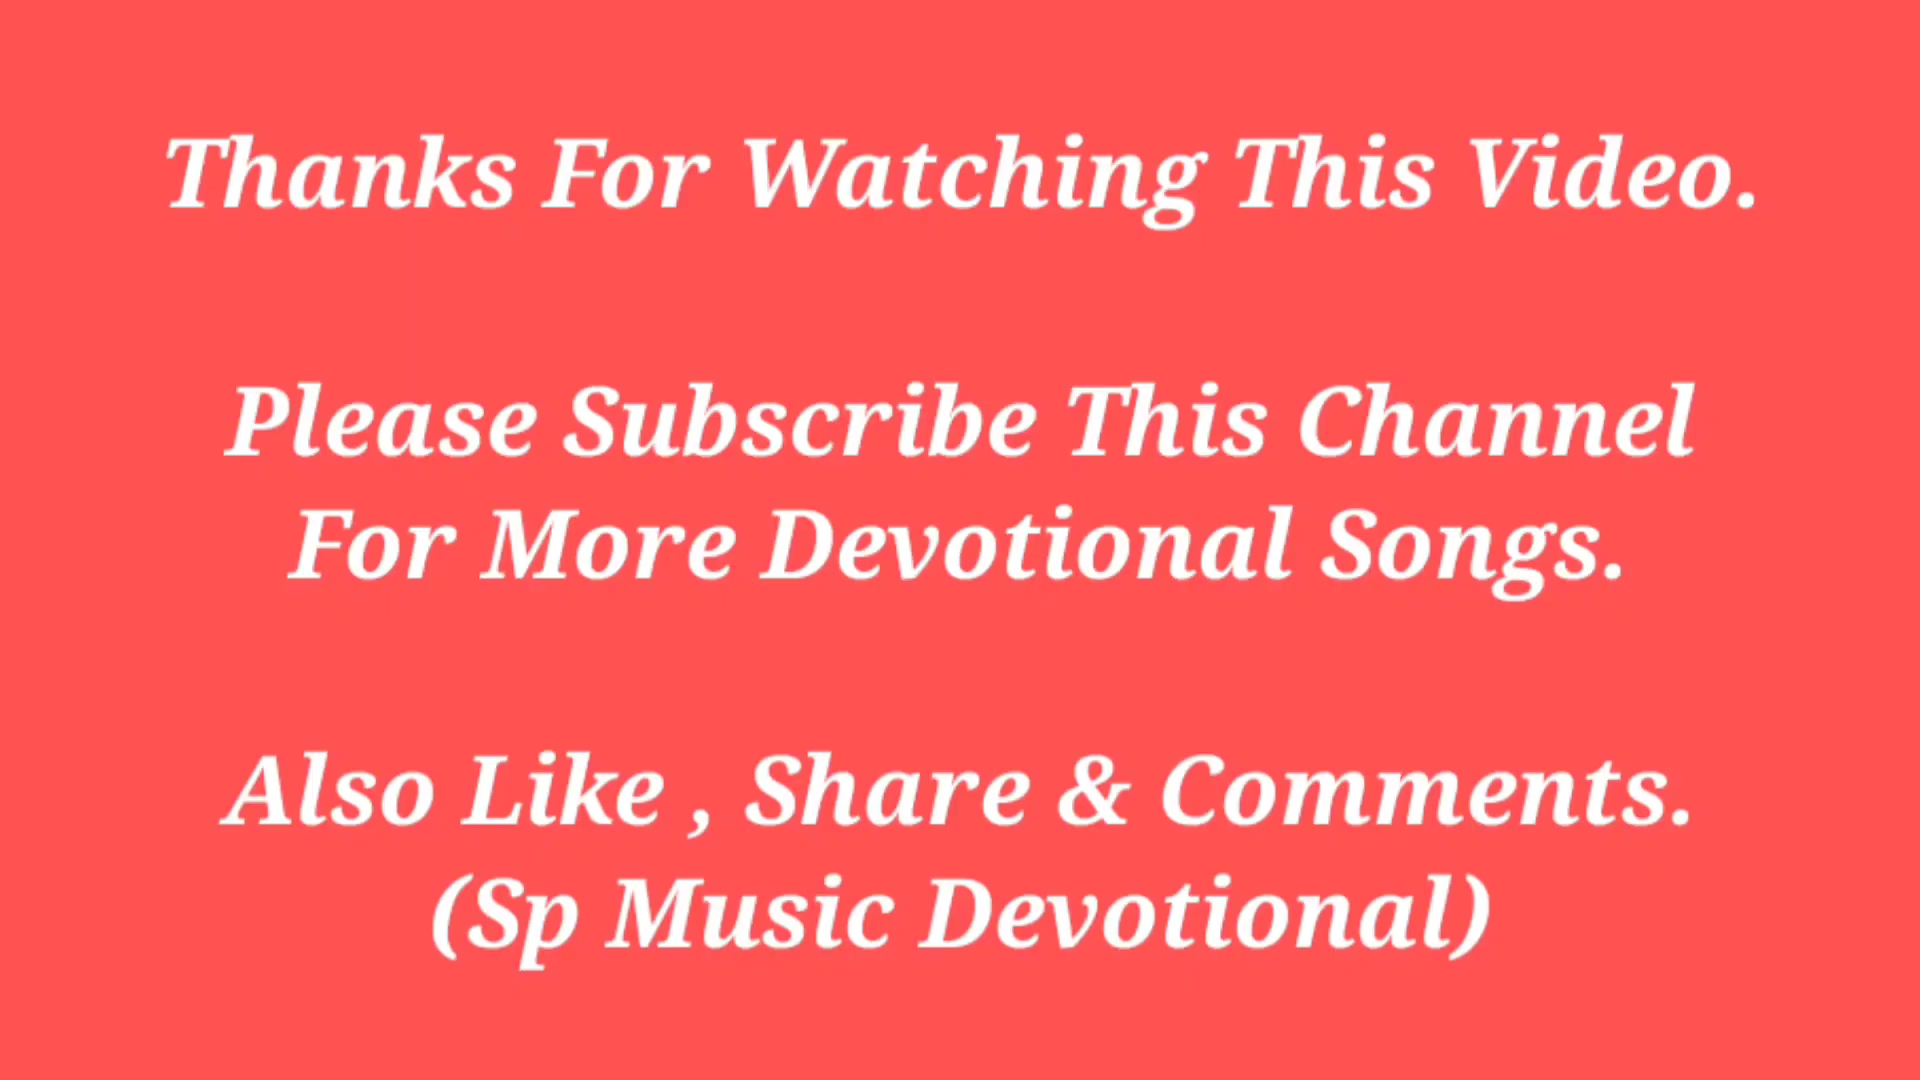 Thanks For Watching This Video.
Please Subscribe This Channel
For More Devotional Songs.
Also Like , Share & Comments.
(Sp Music Devotional)